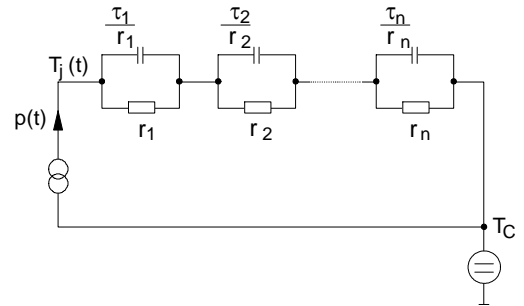 τ1/r1 τ2/r2 τn/rn
Tj(t)
r1 r2 rn
p(t)
TC